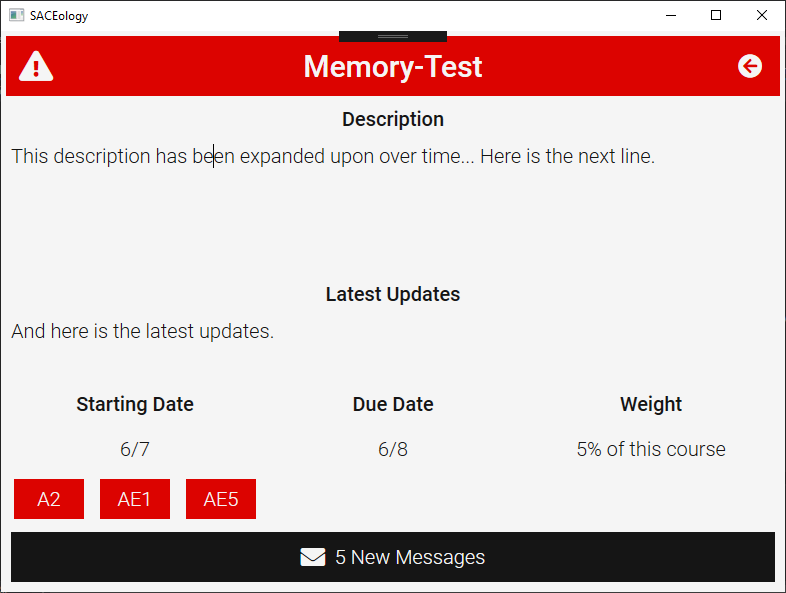 SACEology
Memory-Test
Description
This description has been expanded upon over time... Here is the next line.
Latest Updates
And here is the latest updates.
Starting Date Due Date Weight
6/7 6/8 5% of this course
A2 AE1 AE5
5 New Messages